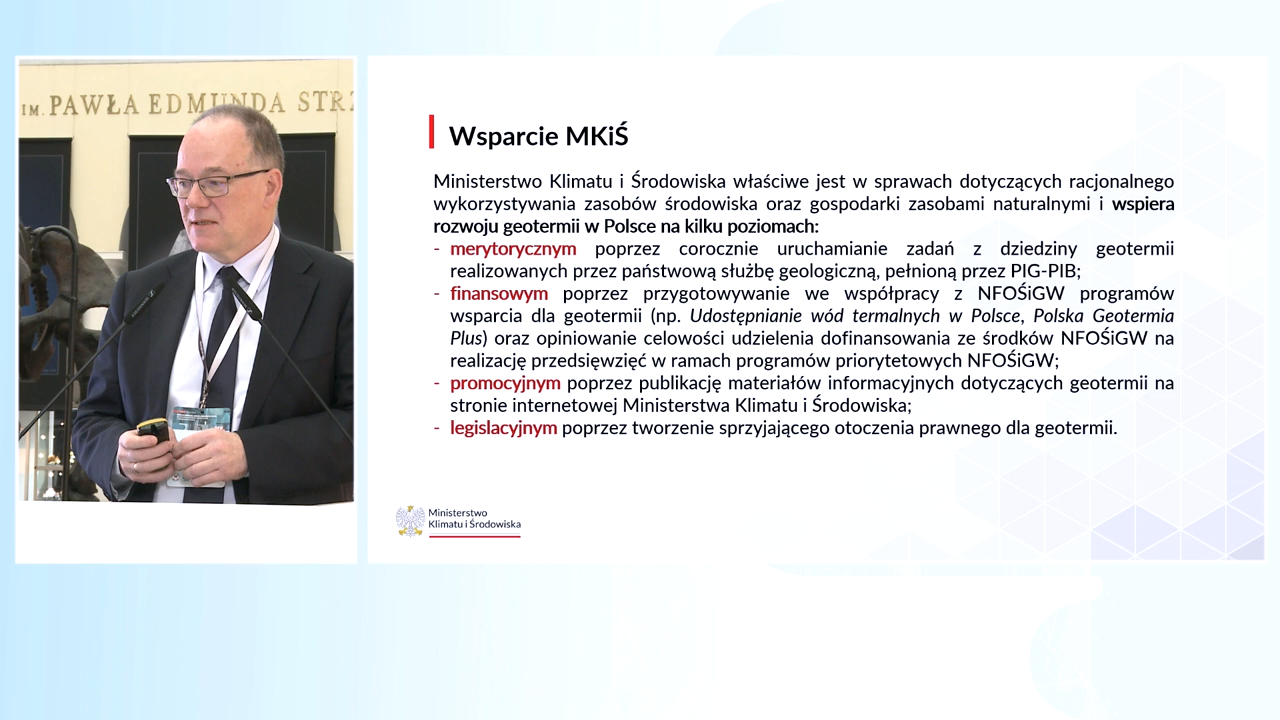 IM. PAWŁA EDMUNDA STRZ
Wsparcie MKiŚ
Ministerstwo Klimatu i Środowiska właściwe jest w sprawach dotyczących racjonalnego
wykorzystywania zasobów środowiska oraz gospodarki zasobami naturalnymi i wspiera
rozwoju geotermii w Polsce na kilku poziomach:
- merytorycznym poprzez corocznie uruchamianie zadań z dziedziny geotermii
realizowanych przez państwową służbę geologiczną, pełnioną przez PIG-PIB;
- finansowym poprzez przygotowywanie we współpracy z NFOŚiGW programów
wsparcia dla geotermii (np. Udostępnianie wód termalnych w Polsce, Polska Geotermia
Plus) oraz opiniowanie celowości udzielenia dofinansowania ze środków NFOŚiGW na
realizację przedsięwzięć w ramach programów priorytetowych NFOŚiGW;
- promocyjnym poprzez publikację materiałów informacyjnych dotyczących geotermii na
stronie internetowej Ministerstwa Klimatu i Środowiska;
- legislacyjnym poprzez tworzenie sprzyjającego otoczenia prawnego dla geotermii.
Ministerstwo
Klimatu i Środowiska